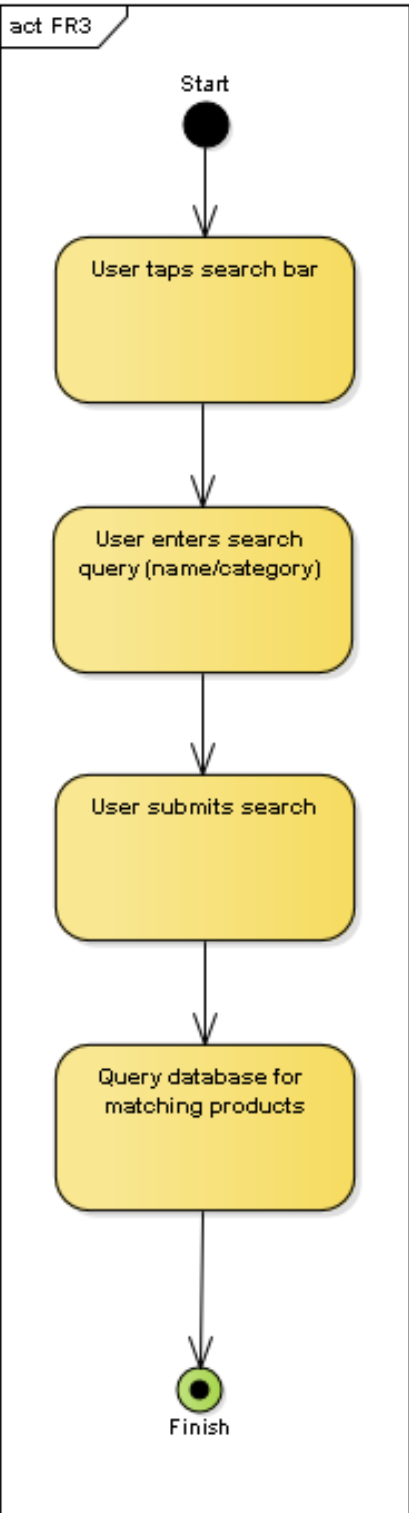 act FR3
Start
User taps search bar
User enters search
query (name/category)
User submits search
Query database for
matching products
Finish